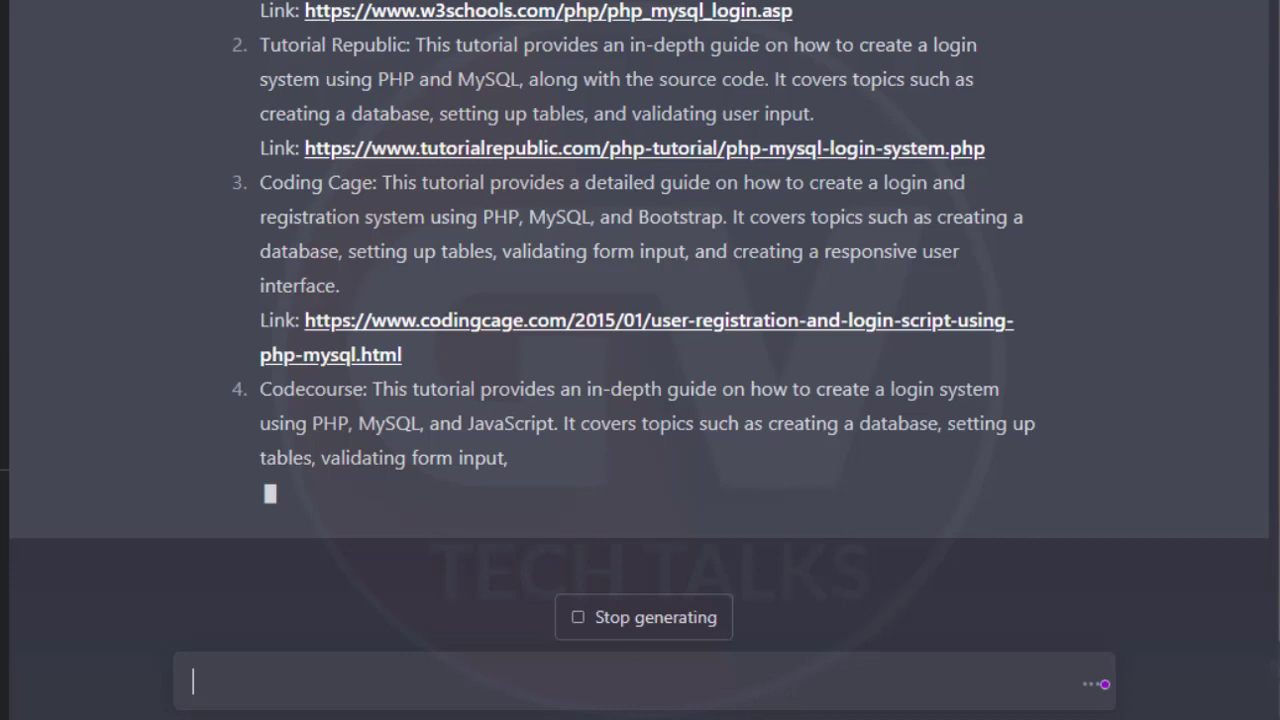 Link: https://www.w3schools.com/php/php_mysql_login.asp
2. Tutorial Republic: This tutorial provides an in-depth guide on how to create a login
system using PHP and MySQL, along with the source code. It covers topics such as
creating a database, setting up tables, and validating user input.
Link: https://www.tutorialrepublic.com/php-tutorial/php-mysql-login-system.php
3. Coding Cage: This tutorial provides a detailed guide on how to create a login and
registration system using PHP, MySQL, and Bootstrap. It covers topics such as creating a
database, setting up tables, validating form input, and creating a responsive user
interface.
Link: https://www.codingcage.com/2015/01/user-registration-and-login-script-using-
php-mysql.html
4. Codecourse: This tutorial provides an in-depth guide on how to create a login system
using PHP, MySQL, and JavaScript. It covers topics such as creating a database, setting up
tables, validating form input,
TECH TALKS
Stop generating